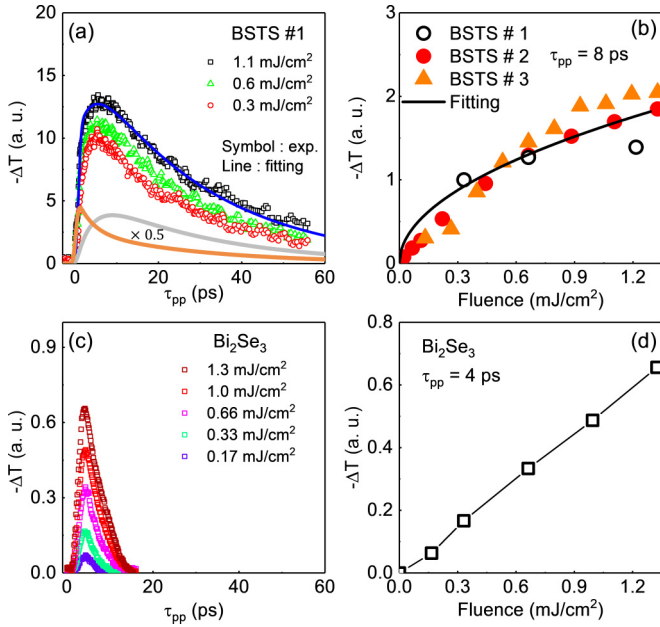 (a)
BSTS #1
1.1 mJ/cm²
0.6 mJ/cm²
0.3 mJ/cm²
Symbol : exp.
Line : fitting
× 0.5
20
15
10
5
0
0 20 40 60
-ΔT (a. u.)
τpp (ps)
(b)
BSTS # 1
BSTS # 2
BSTS # 3
Fitting
τpp = 8 ps
3
2
1
0
0.0 0.3 0.6 0.9 1.2
-ΔT (a. u.)
Fluence (mJ/cm²)
(c)
Bi₂Se₃
1.3 mJ/cm²
1.0 mJ/cm²
0.66 mJ/cm²
0.33 mJ/cm²
0.17 mJ/cm²
0.9
0.6
0.3
0.0
0 20 40 60
-ΔT (a. u.)
τpp (ps)
(d)
Bi₂Se₃
τpp = 4 ps
0.8
0.6
0.4
0.2
0.0
0.0 0.3 0.6 0.9 1.2
-ΔT (a. u.)
Fluence (mJ/cm²)